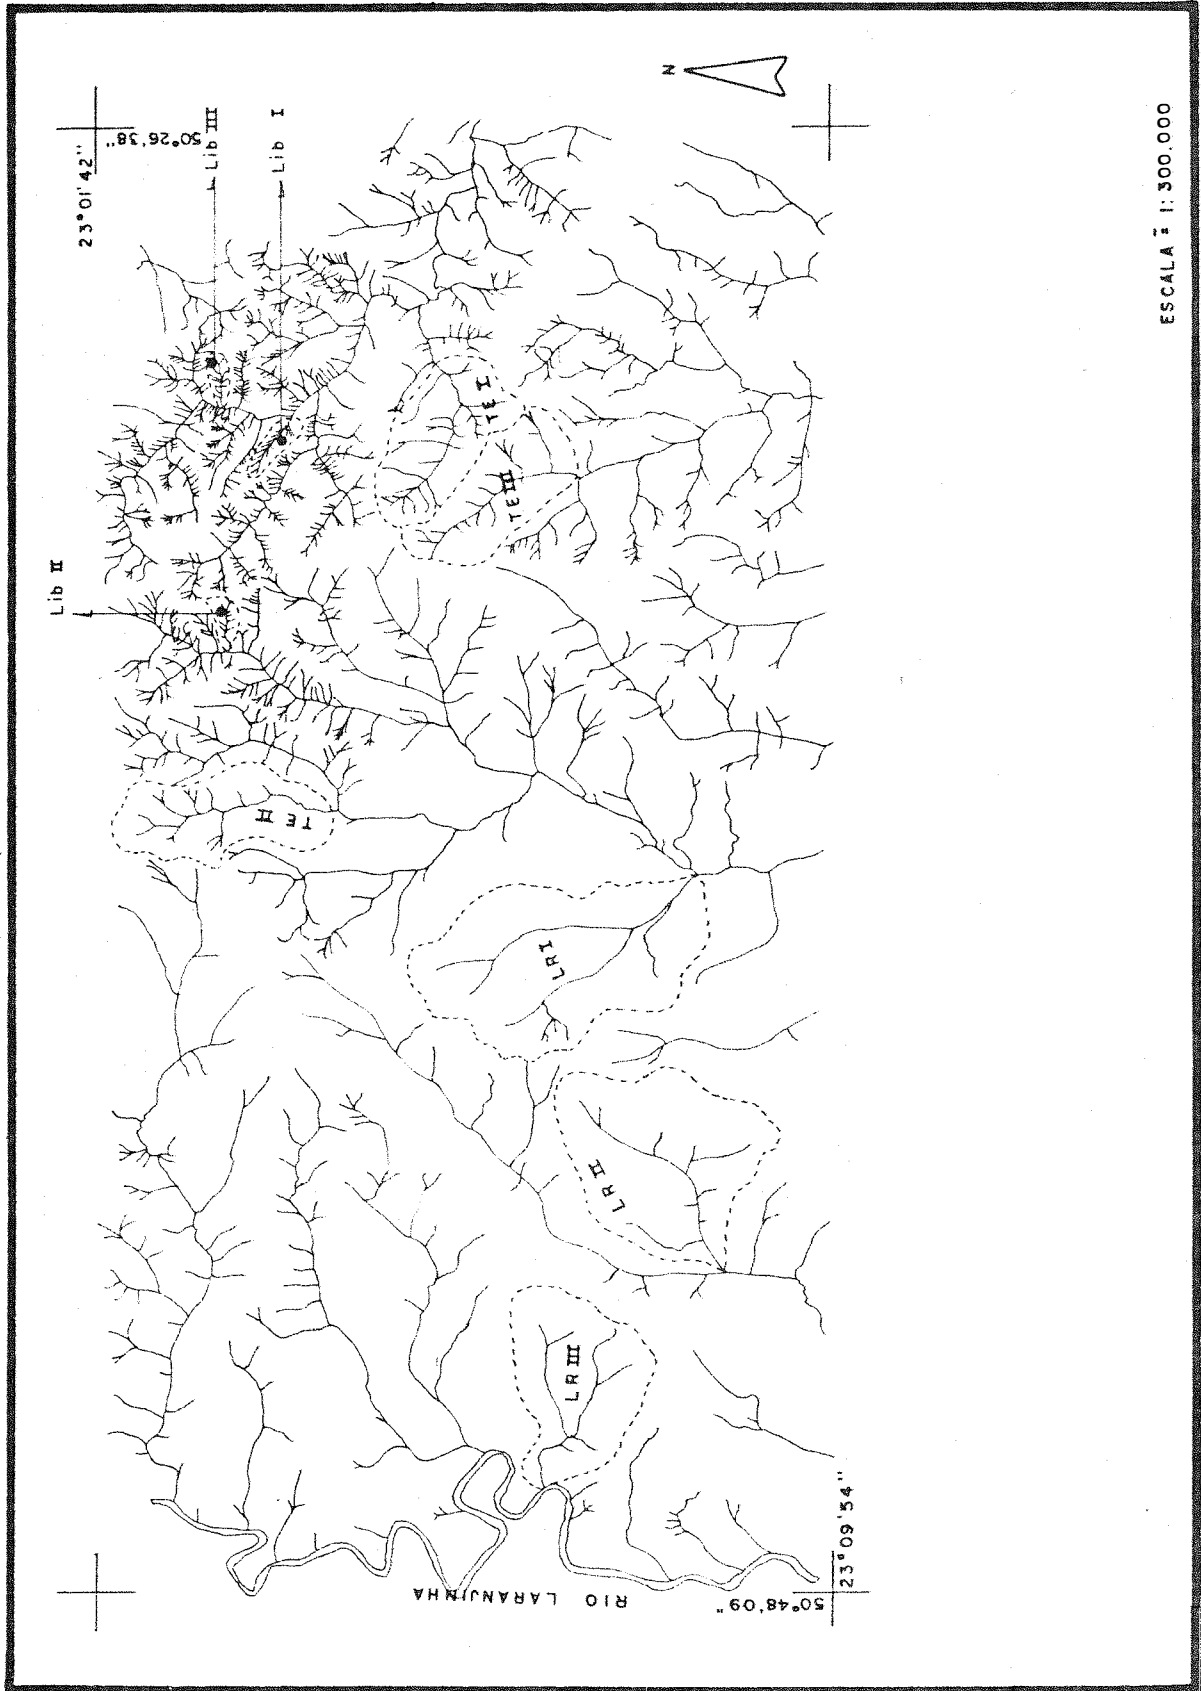 N
23°01'42"
50°26'38"
Lib III
Lib I
Lib II
TE I
TE III
TE II
LRI
LR II
LR III
RIO LARANJINHA
50°48'09"
23°09'54"
ESCALA ≅ 1:300.000